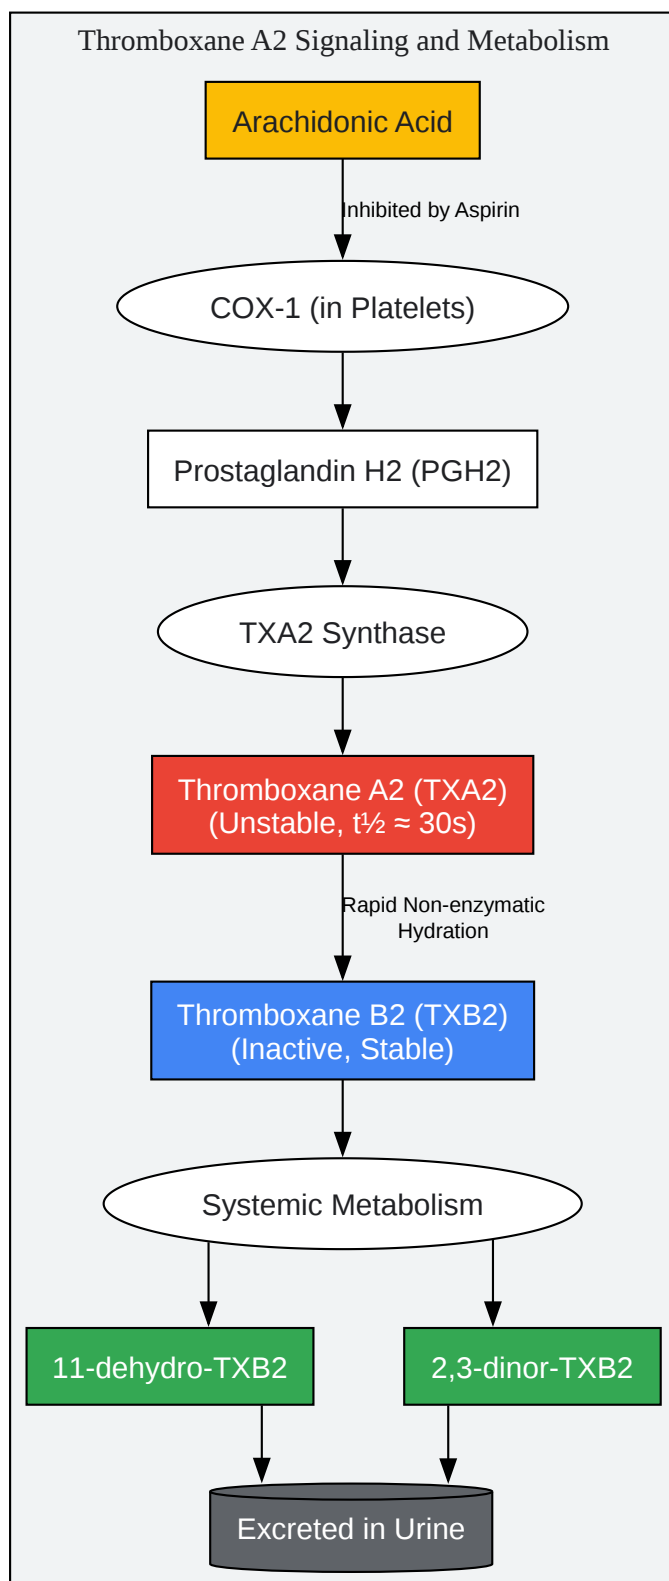 Thromboxane A2 Signaling and Metabolism
Arachidonic Acid
Inhibited by Aspirin
COX-1 (in Platelets)
Prostaglandin H2 (PGH2)
TXA2 Synthase
Thromboxane A2 (TXA2)
(Unstable, t½ ≈ 30s)
Rapid Non-enzymatic
Hydration
Thromboxane B2 (TXB2)
(Inactive, Stable)
Systemic Metabolism
11-dehydro-TXB2
2,3-dinor-TXB2
Excreted in Urine